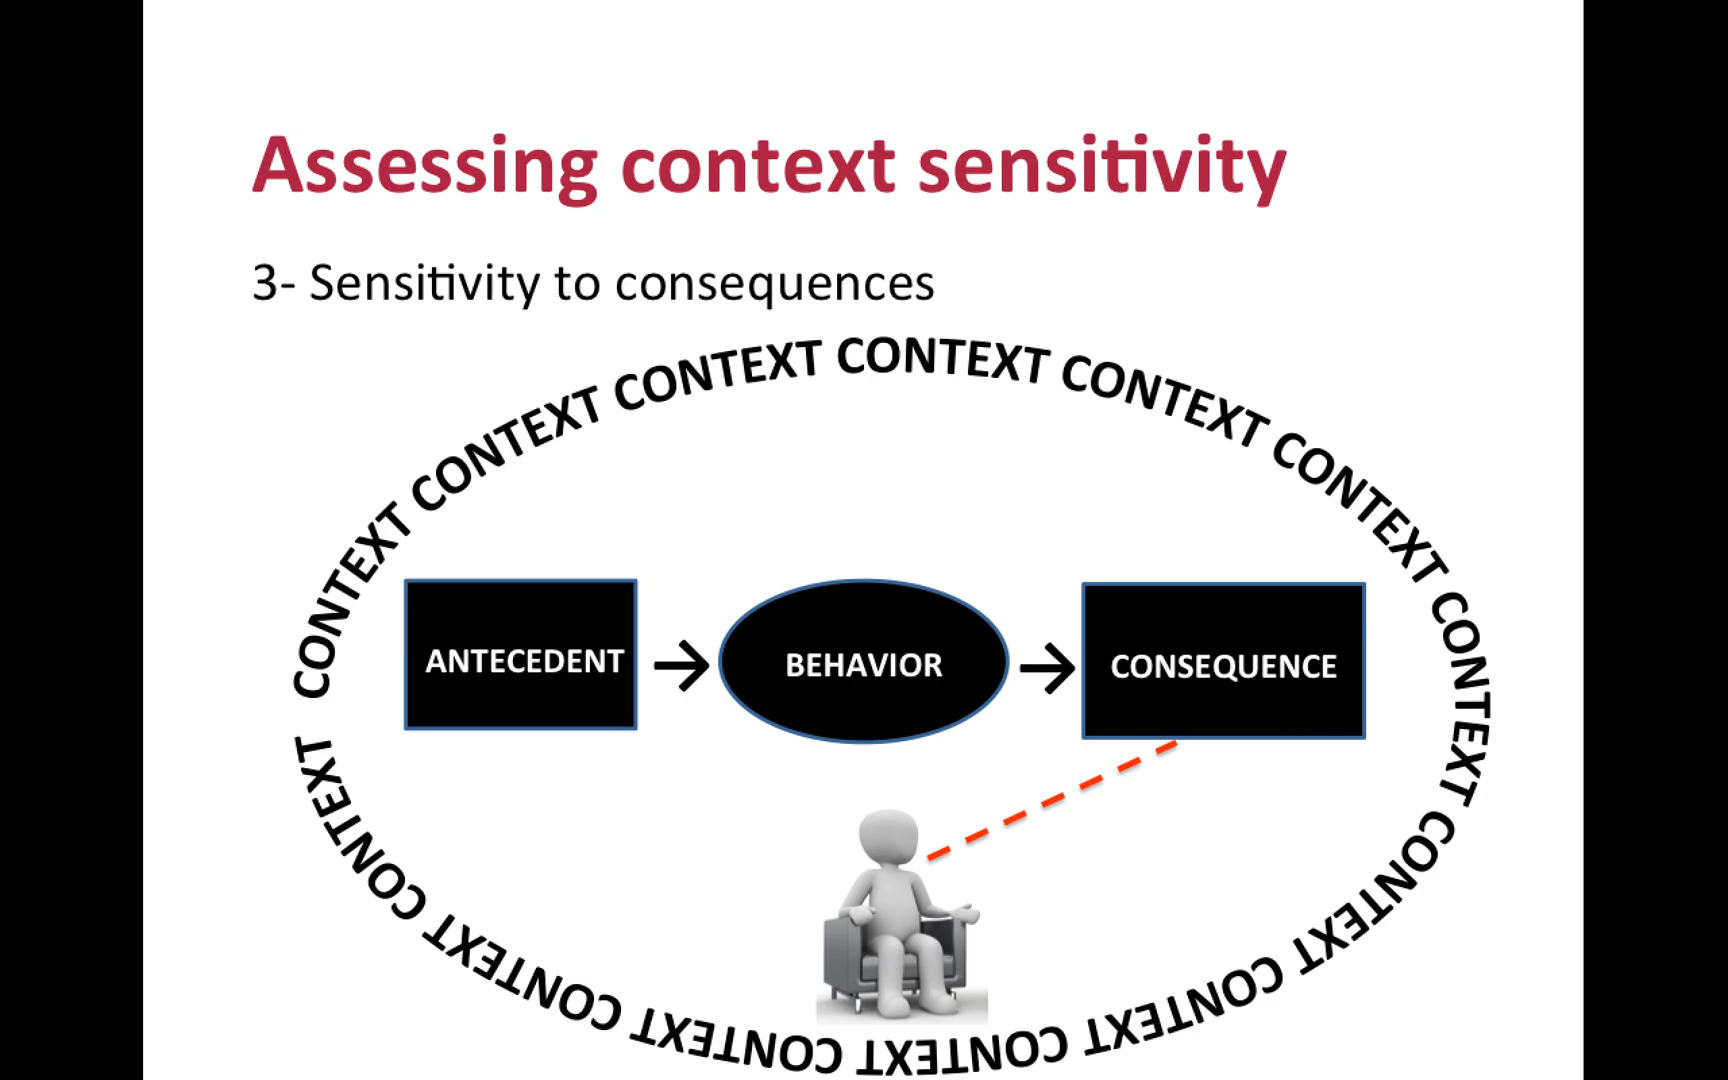 Assessing context sensitivity
3- Sensitivity to consequences
CONTEXT CONTEXT CONTEXT CONTEXT CONTEXT CONTEXT CONTEXT CONTEXT CONTEXT CONTEXT CONTEXT CONTEXT CONTEXT
ANTECEDENT
BEHAVIOR
CONSEQUENCE